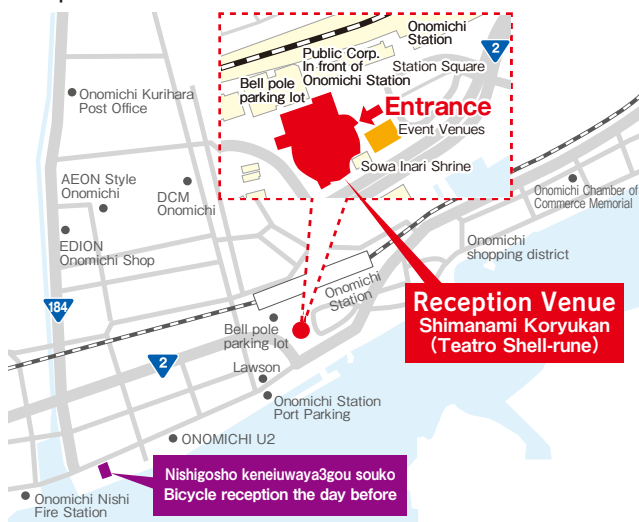 Onomichi
Station
2
Public Corp.
In front of
Onomichi Station
Station Square
Bell pole
parking lot
Entrance
Event Venues
Sowa Inari Shrine
Onomichi Kurihara
Post Office
AEON Style
Onomichi
DCM
Onomichi
EDION
Onomichi Shop
Onomichi Chamber of
Commerce Memorial
Onomichi
shopping district
184
Onomichi
Station
Reception Venue
Shimanami Koryukan
(Teatro Shell-rune)
Bell pole
parking lot
2
Lawson
Onomichi Station
Port Parking
ONOMICHI U2
Nishigosho keneiuwaya3gou souko
Bicycle reception the day before
Onomichi Nishi
Fire Station